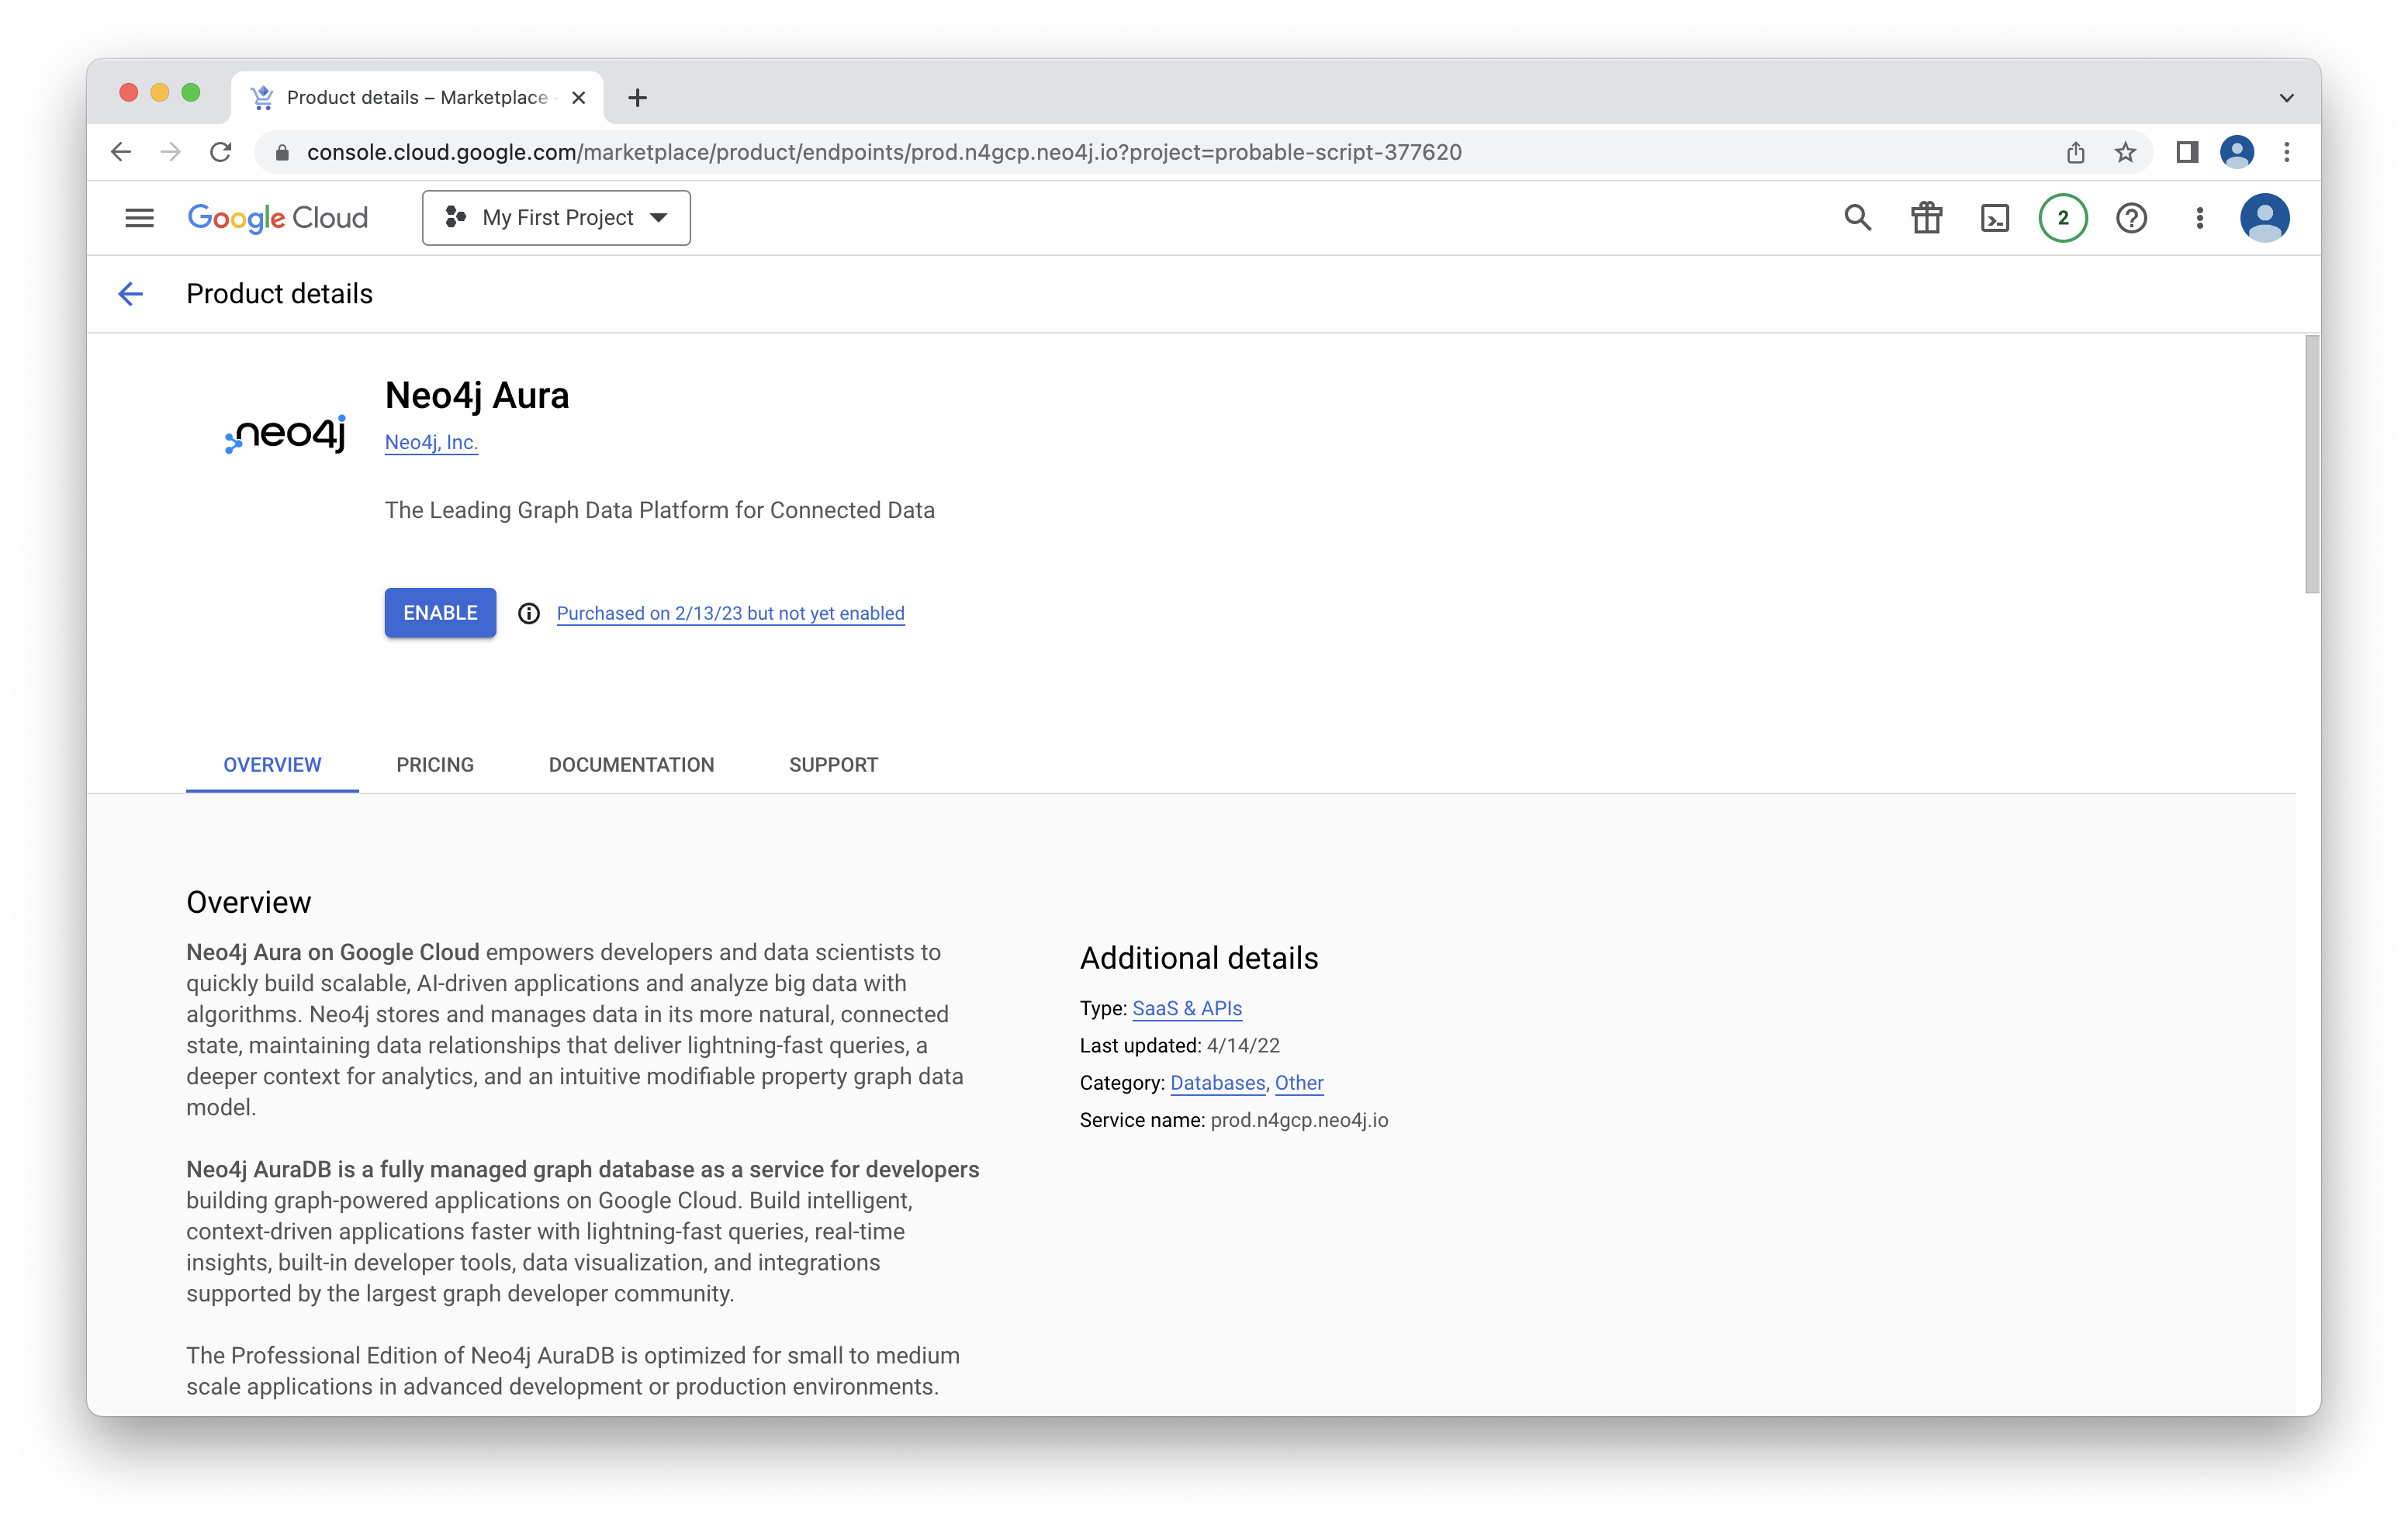 Product details – Marketplace
console.cloud.google.com/marketplace/product/endpoints/prod.n4gcp.neo4j.io?project=probable-script-377620
Google Cloud
My First Project
2
Product details
neo4j
Neo4j Aura
Neo4j, Inc.
The Leading Graph Data Platform for Connected Data
ENABLE
Purchased on 2/13/23 but not yet enabled
OVERVIEW
PRICING
DOCUMENTATION
SUPPORT
Overview
Neo4j Aura on Google Cloud empowers developers and data scientists to
quickly build scalable, AI-driven applications and analyze big data with
algorithms. Neo4j stores and manages data in its more natural, connected
state, maintaining data relationships that deliver lightning-fast queries, a
deeper context for analytics, and an intuitive modifiable property graph data
model.
Neo4j AuraDB is a fully managed graph database as a service for developers
building graph-powered applications on Google Cloud. Build intelligent,
context-driven applications faster with lightning-fast queries, real-time
insights, built-in developer tools, data visualization, and integrations
supported by the largest graph developer community.
The Professional Edition of Neo4j AuraDB is optimized for small to medium
scale applications in advanced development or production environments.
Additional details
Type: SaaS & APIs
Last updated: 4/14/22
Category: Databases, Other
Service name: prod.n4gcp.neo4j.io